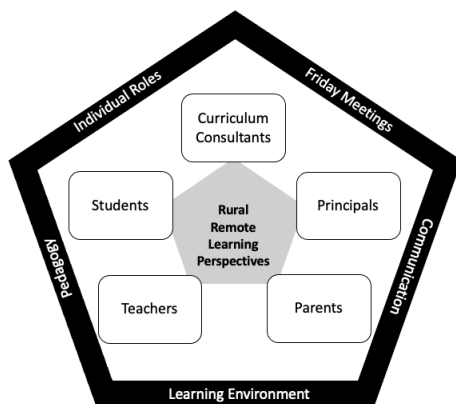 Individual Roles
Friday Meetings
Curriculum
Consultants
Students
Principals
Rural
Remote
Learning
Perspectives
Pedagogy
Communication
Teachers
Parents
Learning Environment